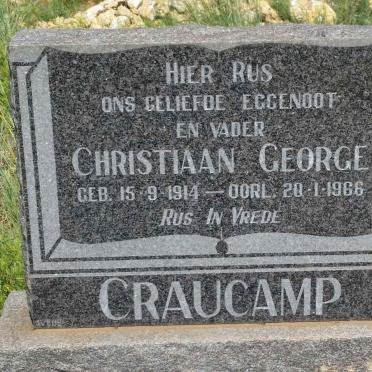 HIER RUS
ONS GELIEFDE EGGENOOT
EN VADER
CHRISTIAAN GEORGE
GEB. 15-9-1914 — OORL. 20-1-1966
RUS IN VREDE
CRAUCAMP